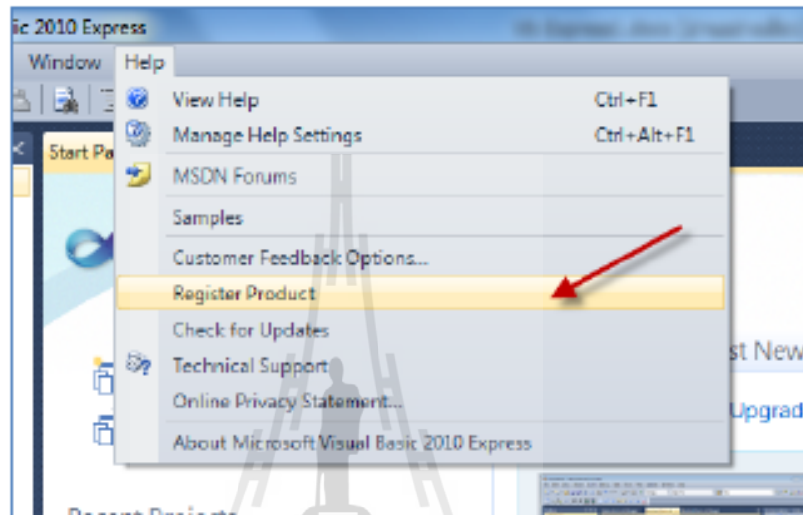 ic 2010 Express
Window Help
View Help Ctrl+F1
Manage Help Settings Ctrl+Alt+F1
Start Pa
MSDN Forums
Samples
Customer Feedback Options...
Register Product
Check for Updates
st New
Technical Support
Online Privacy Statement...
Upgrad
About Microsoft Visual Basic 2010 Express
Recent Projects